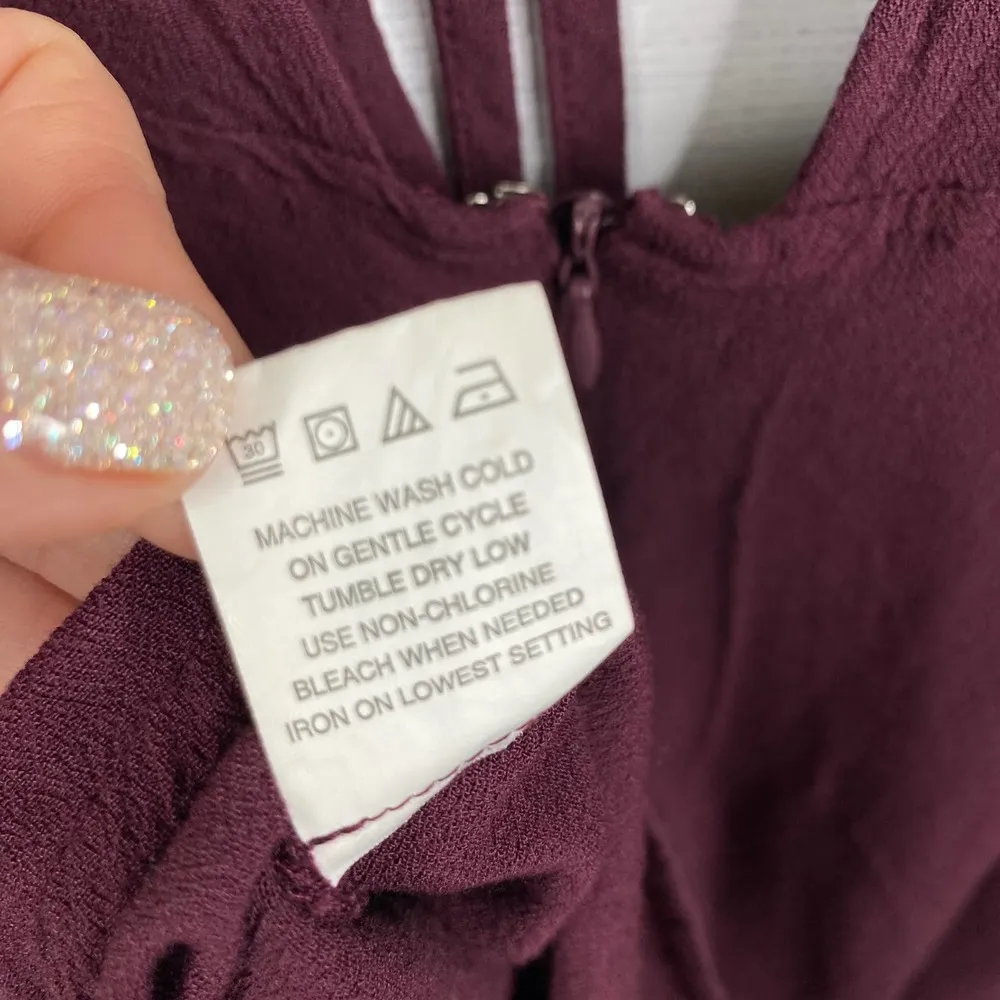 30
MACHINE WASH COLD
ON GENTLE CYCLE
TUMBLE DRY LOW
USE NON-CHLORINE
BLEACH WHEN NEEDED
IRON ON LOWEST SETTING